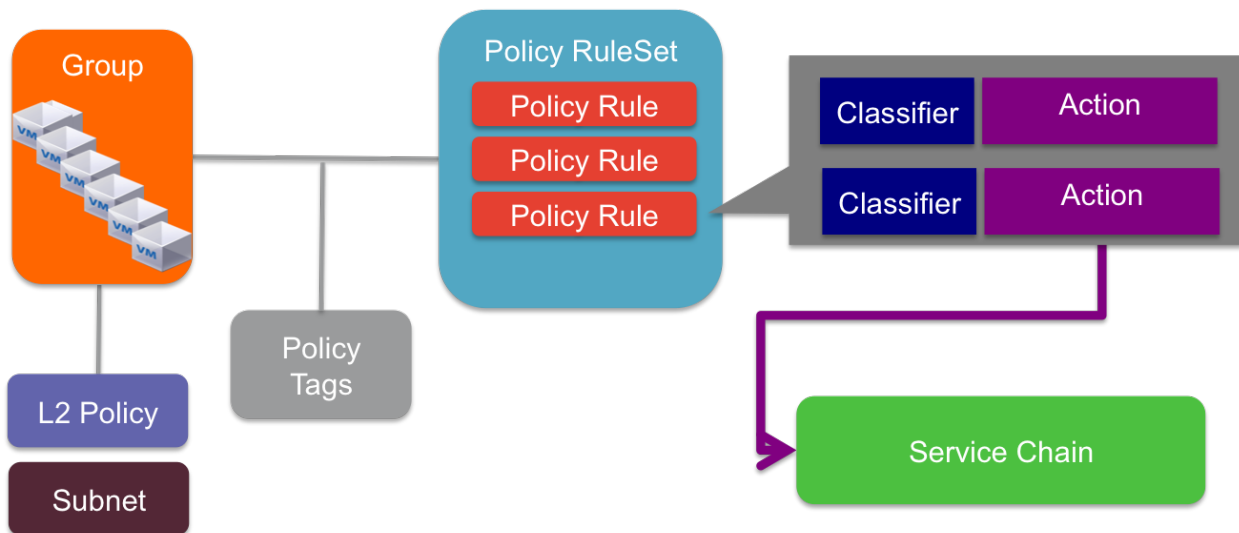 Group
VM
VM
VM
VM
VM
VM
L2 Policy
Subnet
Policy
Tags
Policy RuleSet
Policy Rule
Policy Rule
Policy Rule
Classifier
Action
Classifier
Action
Service Chain